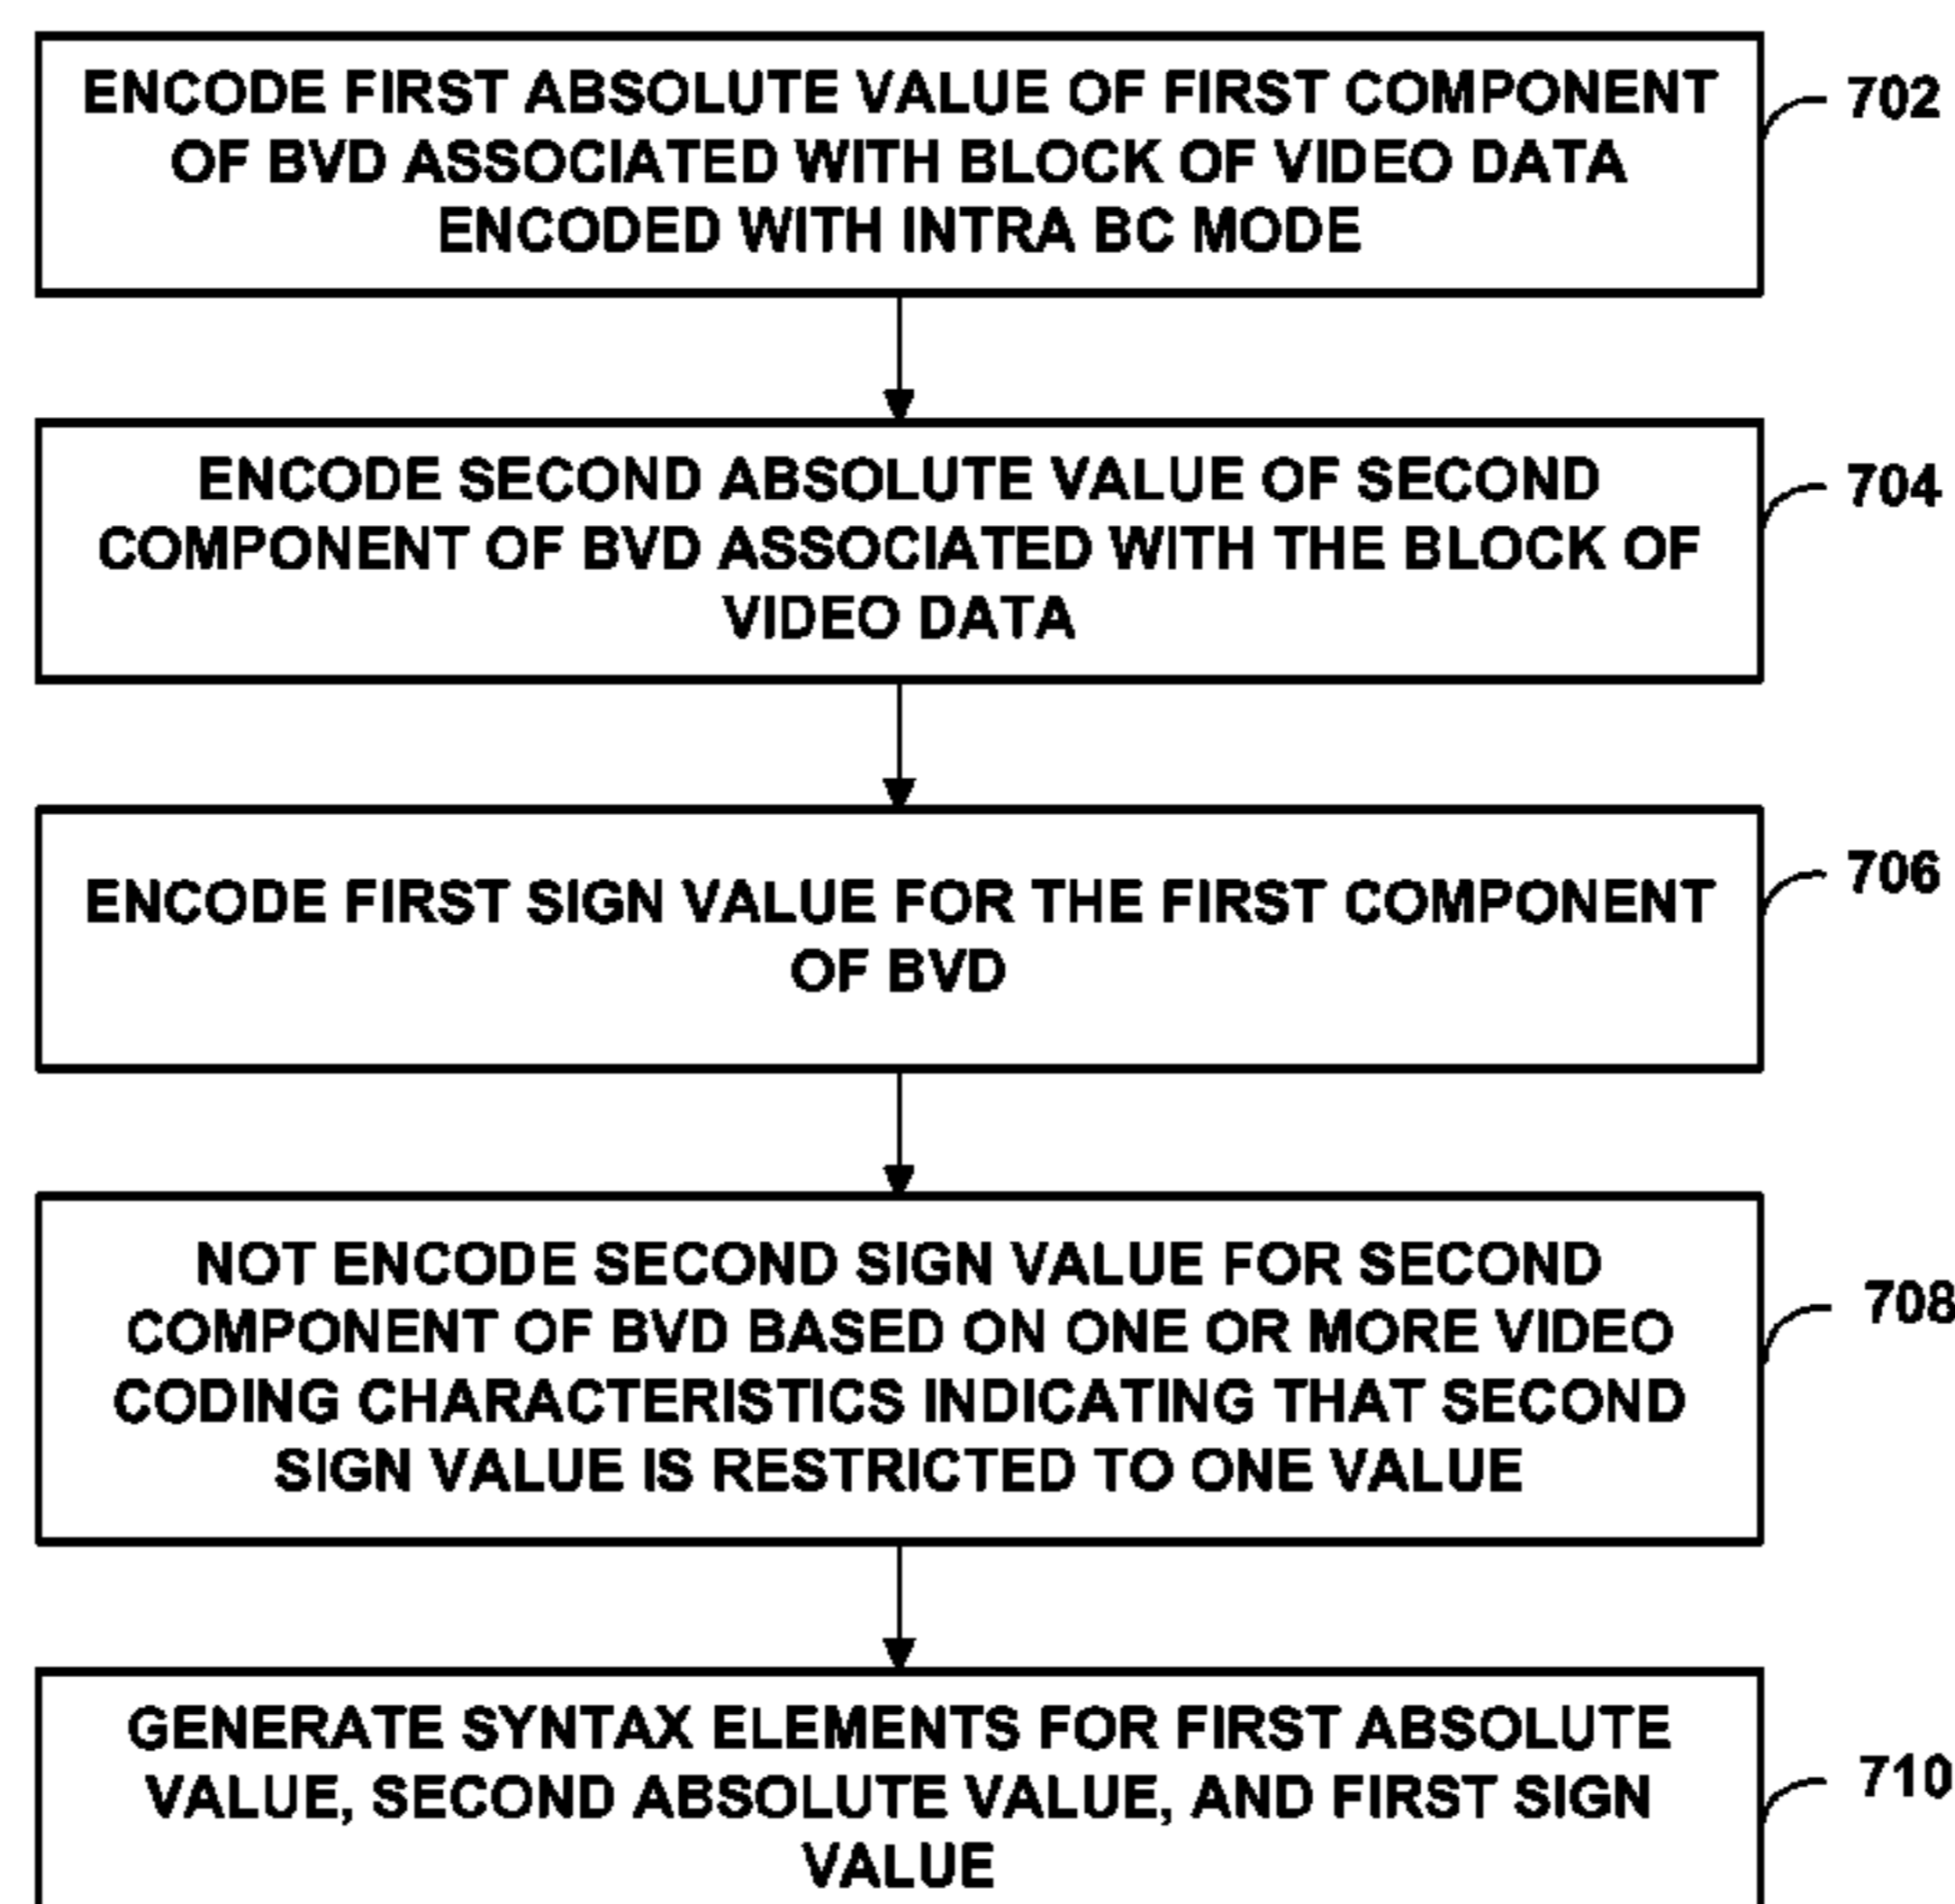 ENCODE FIRST ABSOLUTE VALUE OF FIRST COMPONENT
OF BVD ASSOCIATED WITH BLOCK OF VIDEO DATA
ENCODED WITH INTRA BC MODE
702
ENCODE SECOND ABSOLUTE VALUE OF SECOND
COMPONENT OF BVD ASSOCIATED WITH THE BLOCK OF
VIDEO DATA
704
ENCODE FIRST SIGN VALUE FOR THE FIRST COMPONENT
OF BVD
706
NOT ENCODE SECOND SIGN VALUE FOR SECOND
COMPONENT OF BVD BASED ON ONE OR MORE VIDEO
CODING CHARACTERISTICS INDICATING THAT SECOND
SIGN VALUE IS RESTRICTED TO ONE VALUE
708
GENERATE SYNTAX ELEMENTS FOR FIRST ABSOLUTE
VALUE, SECOND ABSOLUTE VALUE, AND FIRST SIGN
VALUE
710